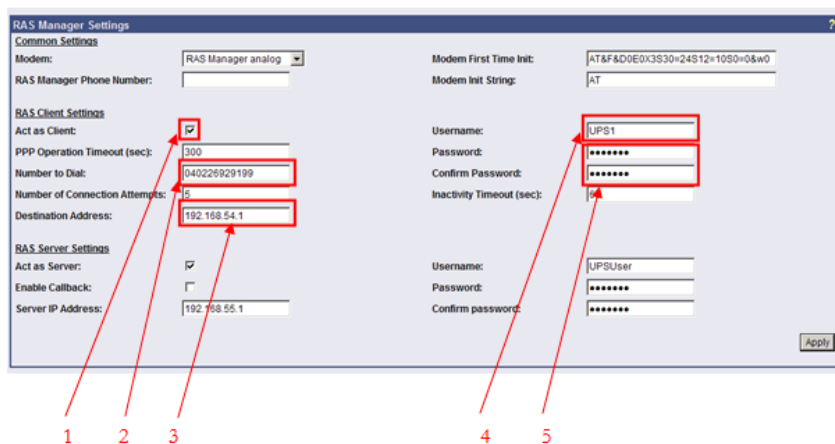 RAS Manager Settings ?
Common Settings
Modem: RAS Manager analog Modem First Time Init: AT&F&D0E0X3S30=24S12=10S0=0&w0
RAS Manager Phone Number: Modem Init String: AT
RAS Client Settings
Act as Client: Username: UPS1
PPP Operation Timeout (sec): 300 Password: •••••••
Number to Dial: 040226929199 Confirm Password: •••••••
Number of Connection Attempts: 5 Inactivity Timeout (sec):
Destination Address: 192.168.54.1
RAS Server Settings
Act as Server: Username: UPSUser
Enable Callback: Password: •••••••
Server IP Address: 192.168.55.1 Confirm password: •••••••
Apply
1 2 3 4 5